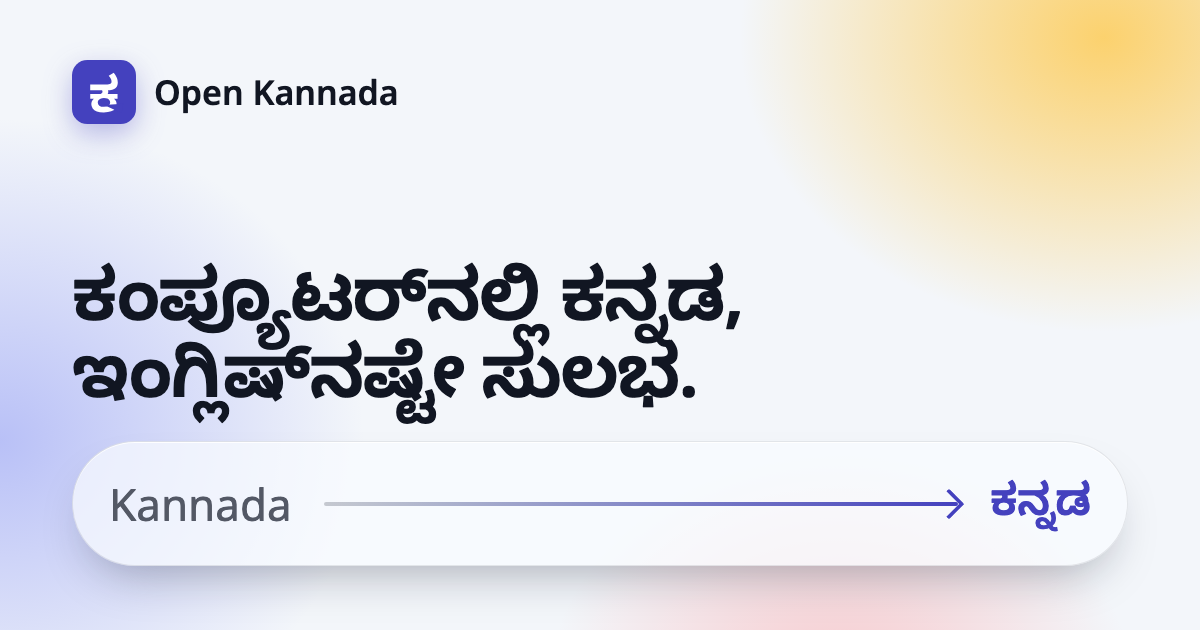 ಕ
Open Kannada
ಕಂಪ್ಯೂಟರ್‌ನಲ್ಲಿ ಕನ್ನಡ,
ಇಂಗ್ಲಿಷ್‌ನಷ್ಟೇ ಸುಲಭ.
Kannada
ಕನ್ನಡ